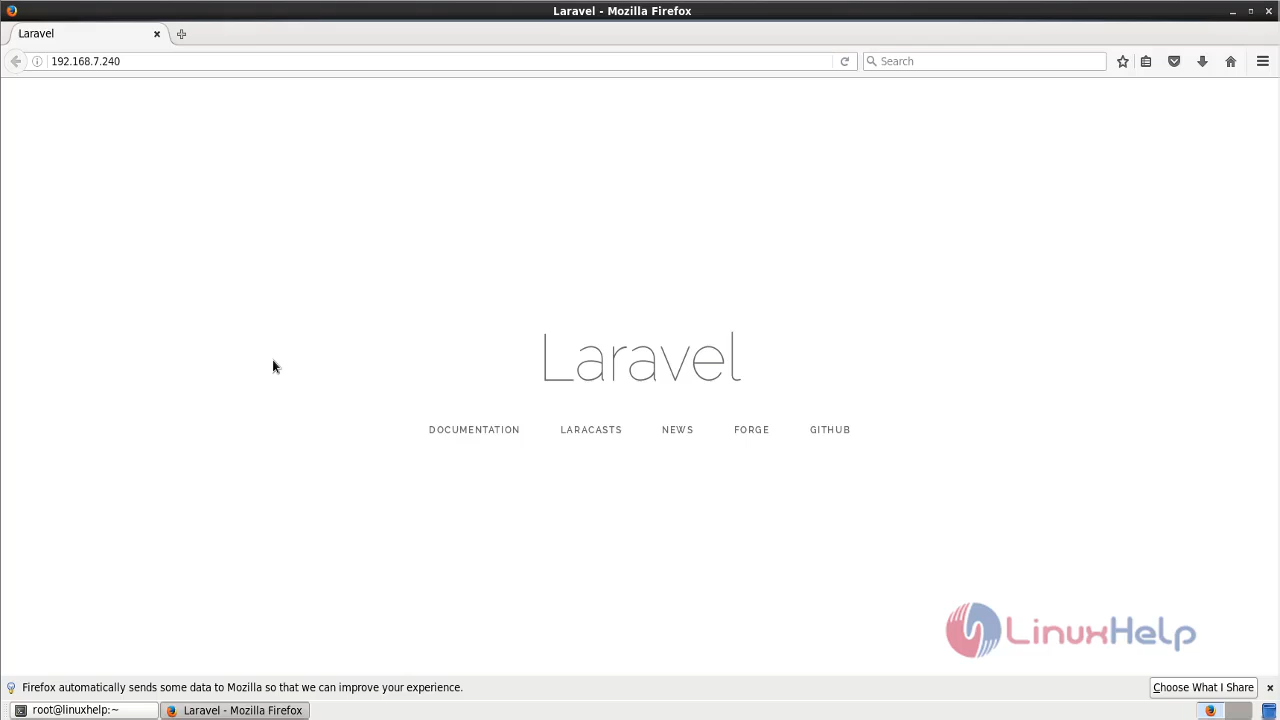 Laravel - Mozilla Firefox
Laravel
192.168.7.240
Search
Laravel
DOCUMENTATION LARACASTS NEWS FORGE GITHUB
LinuxHelp
Firefox automatically sends some data to Mozilla so that we can improve your experience.
Choose What I Share
root@linuxhelp:~
Laravel - Mozilla Firefox